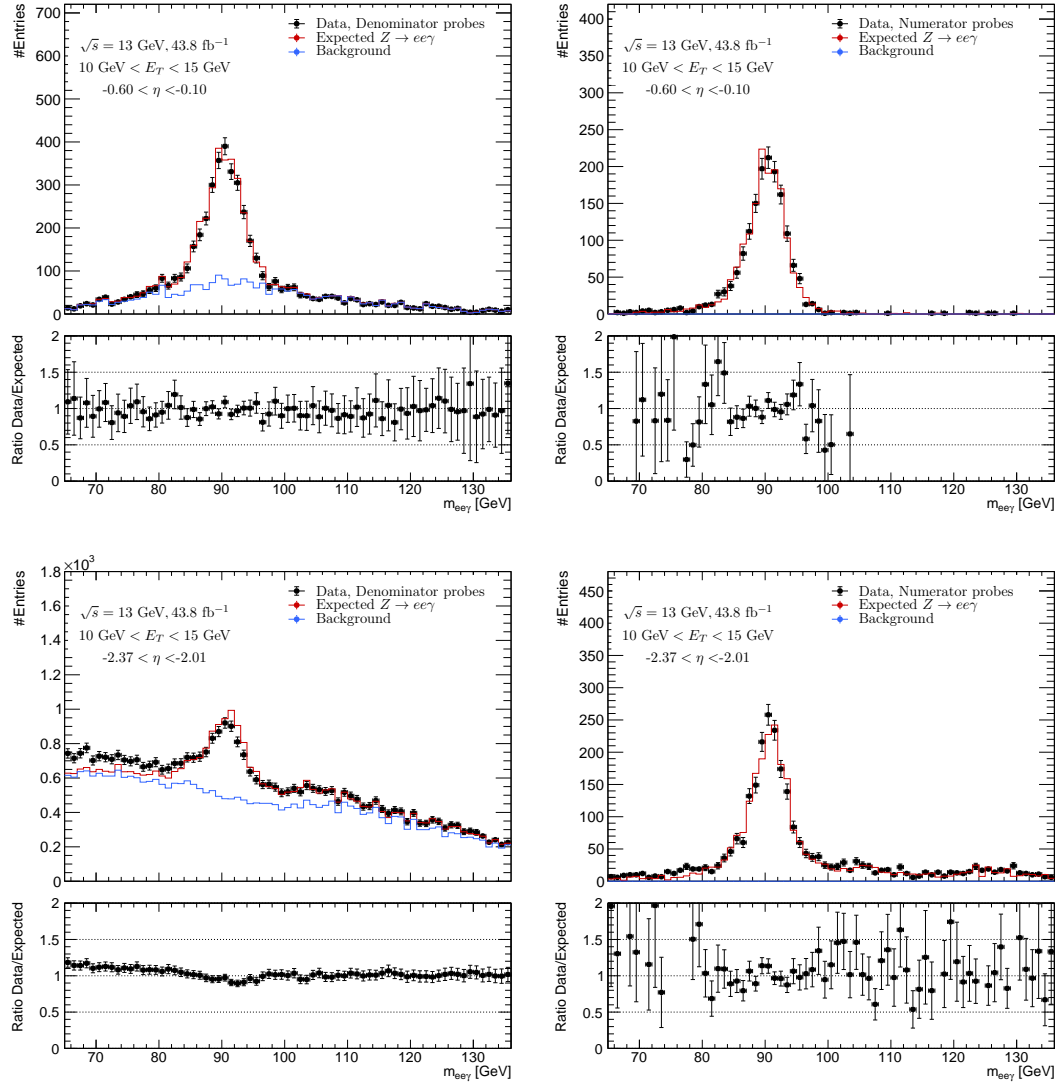 #Entries
700
600
500
400
300
200
100
0
√s = 13 GeV, 43.8 fb⁻¹
10 GeV < E_T < 15 GeV
-0.60 < η <-0.10
Data, Denominator probes
Expected Z → eeγ
Background
Ratio Data/Expected
2
1.5
1
0.5
0
70 80 90 100 110 120 130
m_eeγ [GeV]
#Entries
400
350
300
250
200
150
100
50
0
√s = 13 GeV, 43.8 fb⁻¹
10 GeV < E_T < 15 GeV
-0.60 < η <-0.10
Data, Numerator probes
Expected Z → eeγ
Background
Ratio Data/Expected
2
1.5
1
0.5
0
70 80 90 100 110 120 130
m_eeγ [GeV]
×10³
#Entries
1.8
1.6
1.4
1.2
1
0.8
0.6
0.4
0.2
0
√s = 13 GeV, 43.8 fb⁻¹
10 GeV < E_T < 15 GeV
-2.37 < η <-2.01
Data, Denominator probes
Expected Z → eeγ
Background
Ratio Data/Expected
2
1.5
1
0.5
0
70 80 90 100 110 120 130
m_eeγ [GeV]
#Entries
450
400
350
300
250
200
150
100
50
0
√s = 13 GeV, 43.8 fb⁻¹
10 GeV < E_T < 15 GeV
-2.37 < η <-2.01
Data, Numerator probes
Expected Z → eeγ
Background
Ratio Data/Expected
2
1.5
1
0.5
0
70 80 90 100 110 120 130
m_eeγ [GeV]